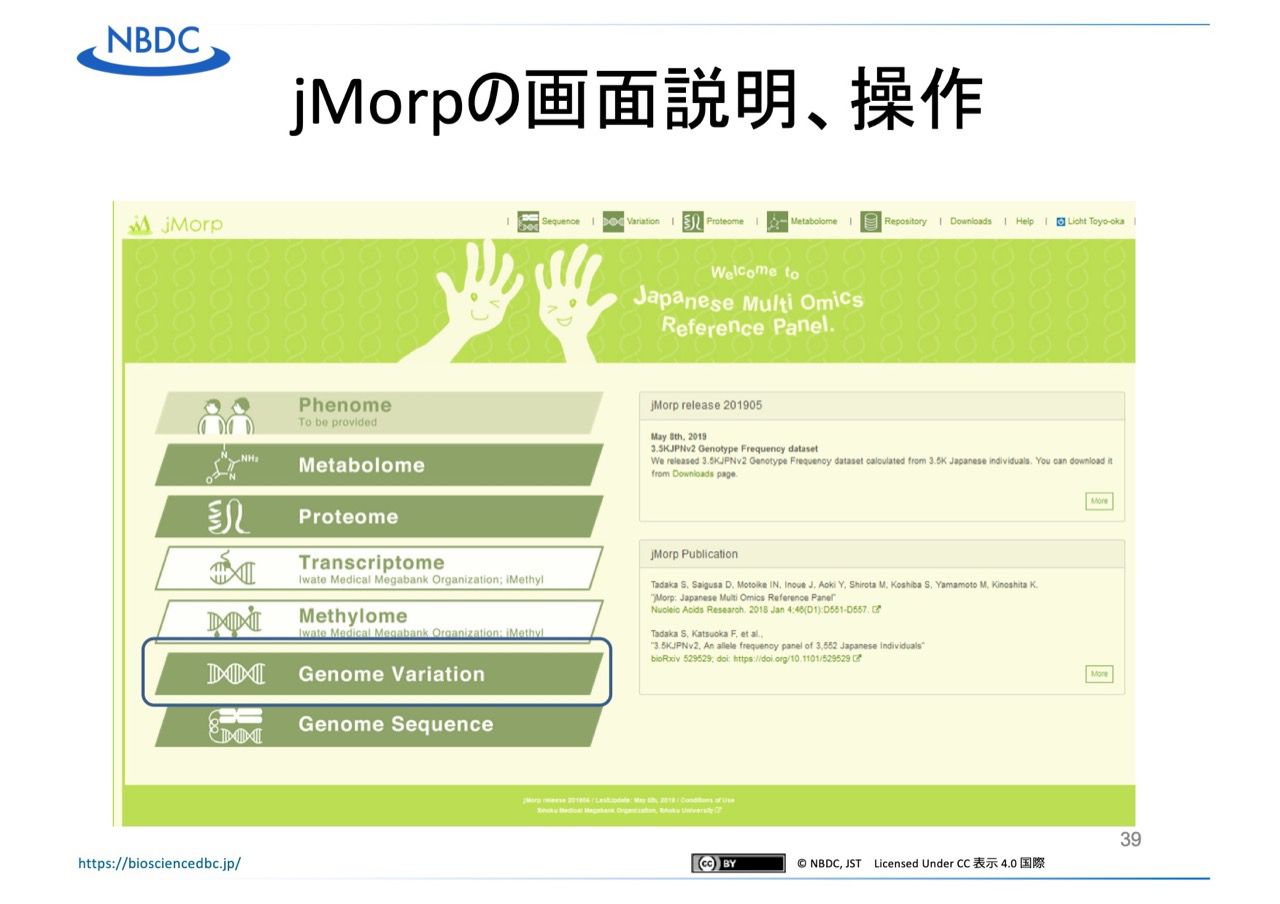 NBDC
jMorpの画面説明、操作
jMorp
Sequence | Variation | Proteome | Metabolome | Repository | Downloads | Help | Licht Toyo-oka
Welcome to
Japanese Multi Omics
Reference Panel.
Phenome
To be provided
Metabolome
Proteome
Transcriptome
Iwate Medical Megabank Organization; iMethyl
Methylome
Iwate Medical Megabank Organization; iMethyl
Genome Variation
Genome Sequence
jMorp release 201905
May 8th, 2019
3.5KJPNv2 Genotype Frequency dataset
We released 3.5KJPNv2 Genotype Frequency dataset calculated from 3.5K Japanese individuals. You can download it
from Downloads page.
More
jMorp Publication
Tadaka S, Saigusa D, Motoike IN, Inoue J, Aoki Y, Shirota M, Koshiba S, Yamamoto M, Kinoshita K.
"jMorp: Japanese Multi Omics Reference Panel"
Nucleic Acids Research. 2018 Jan 4;46(D1):D551-D557.
Tadaka S, Katsuoka F, et al.,
"3.5KJPNv2, An allele frequency panel of 3,552 Japanese Individuals"
bioRxiv 529529; doi: https://doi.org/10.1101/529529
More
/ Conditions of Use
Tohoku Medical Megabank Organization, Tohoku University
39
https://biosciencedbc.jp/
cc BY
© NBDC, JST Licensed Under CC 表示 4.0 国際